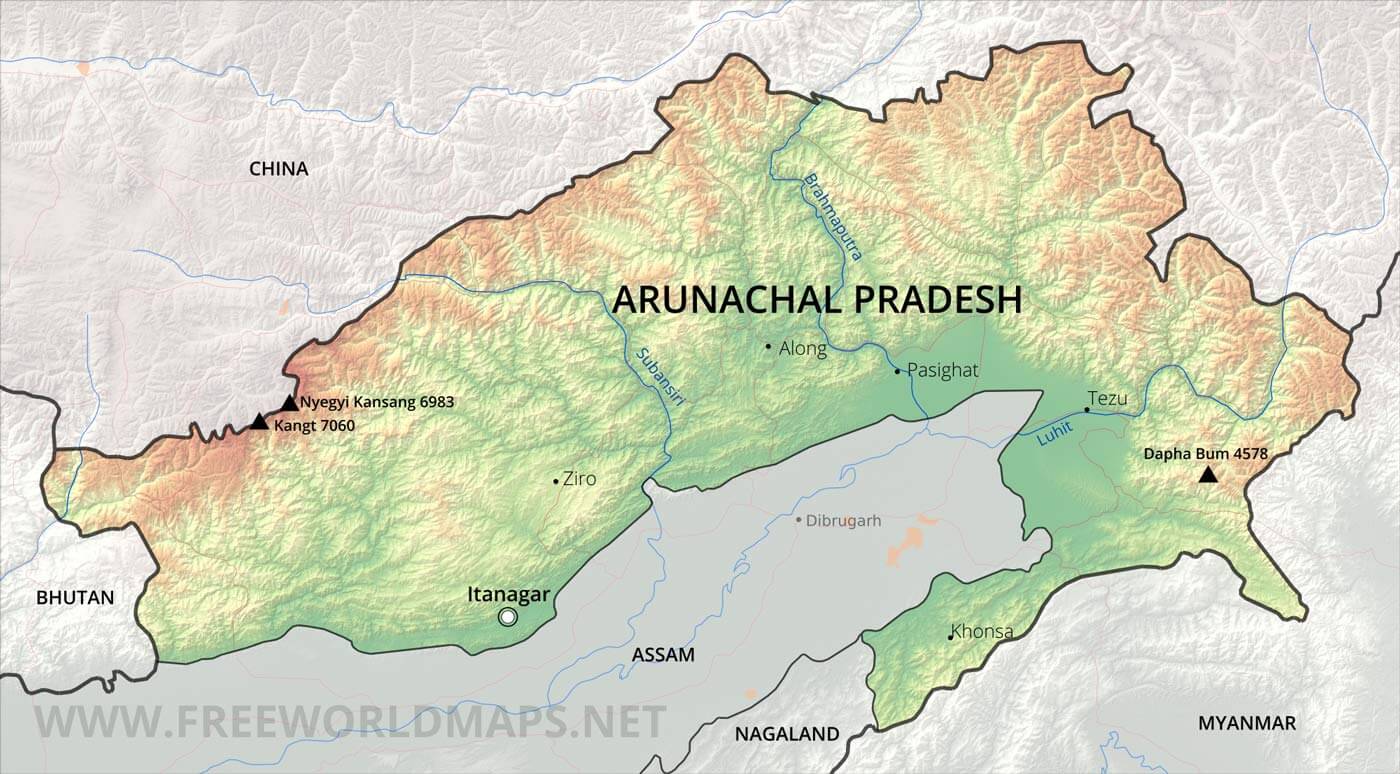 CHINA
Brahmaputra
ARUNACHAL PRADESH
Along
Pasighat
Subansiri
Nyegyi Kansang 6983
Kangt 7060
Tezu
Luhit
Dapha Bum 4578
Ziro
Dibrugarh
BHUTAN
Itanagar
Khonsa
ASSAM
WWW.FREEWORLDMAPS.NET
NAGALAND
MYANMAR